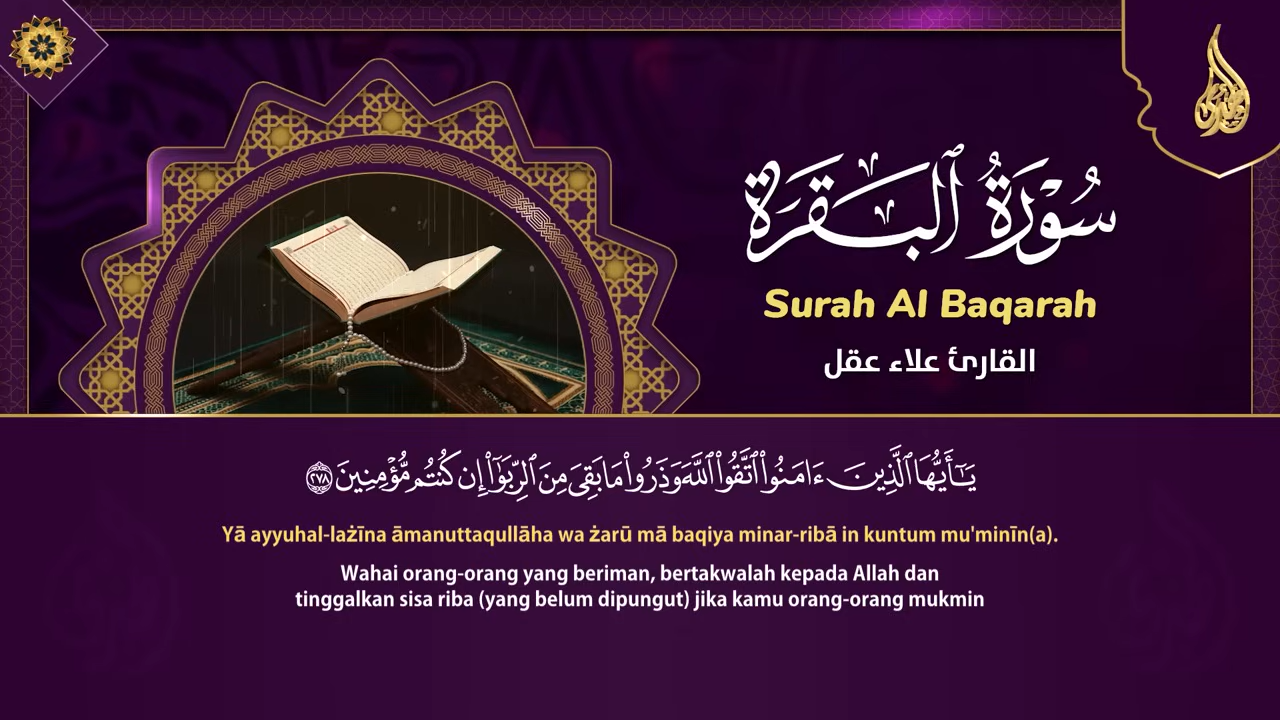 سُورَةُ ٱلْبَقَرَةِ
Surah Al Baqarah
القارئ علاء عقل
يَـٰٓأَيُّهَا ٱلَّذِينَ ءَامَنُوا۟ ٱتَّقُوا۟ ٱللَّهَ وَذَرُوا۟ مَا بَقِىَ مِنَ ٱلرِّبَوٰٓا۟ إِن كُنتُم مُّؤْمِنِينَ ٢٧٨
Yā ayyuhal-lażīna āmanuttaqullāha wa żarū mā baqiya minar-ribā in kuntum mu'minīn(a).
Wahai orang-orang yang beriman, bertakwalah kepada Allah dan
tinggalkan sisa riba (yang belum dipungut) jika kamu orang-orang mukmin